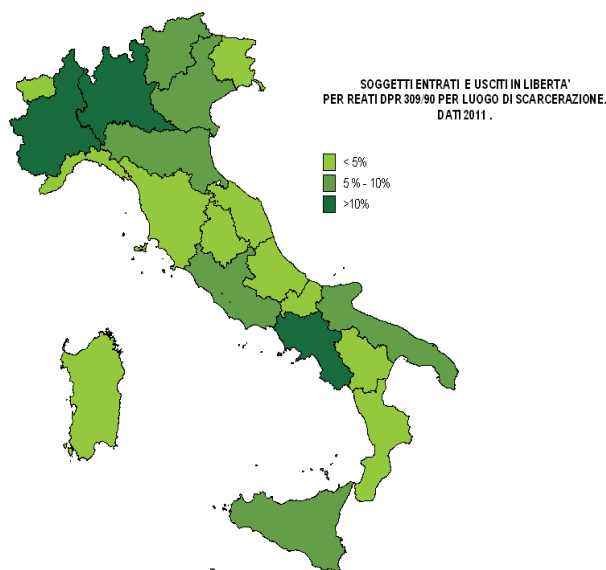 SOGGETTI ENTRATI E USCITI IN LIBERTA'
PER REATI DPR 309/90 PER LUOGO DI SCARCERAZIONE.
DATI 2011 .
< 5%
5 % - 10%
>10%